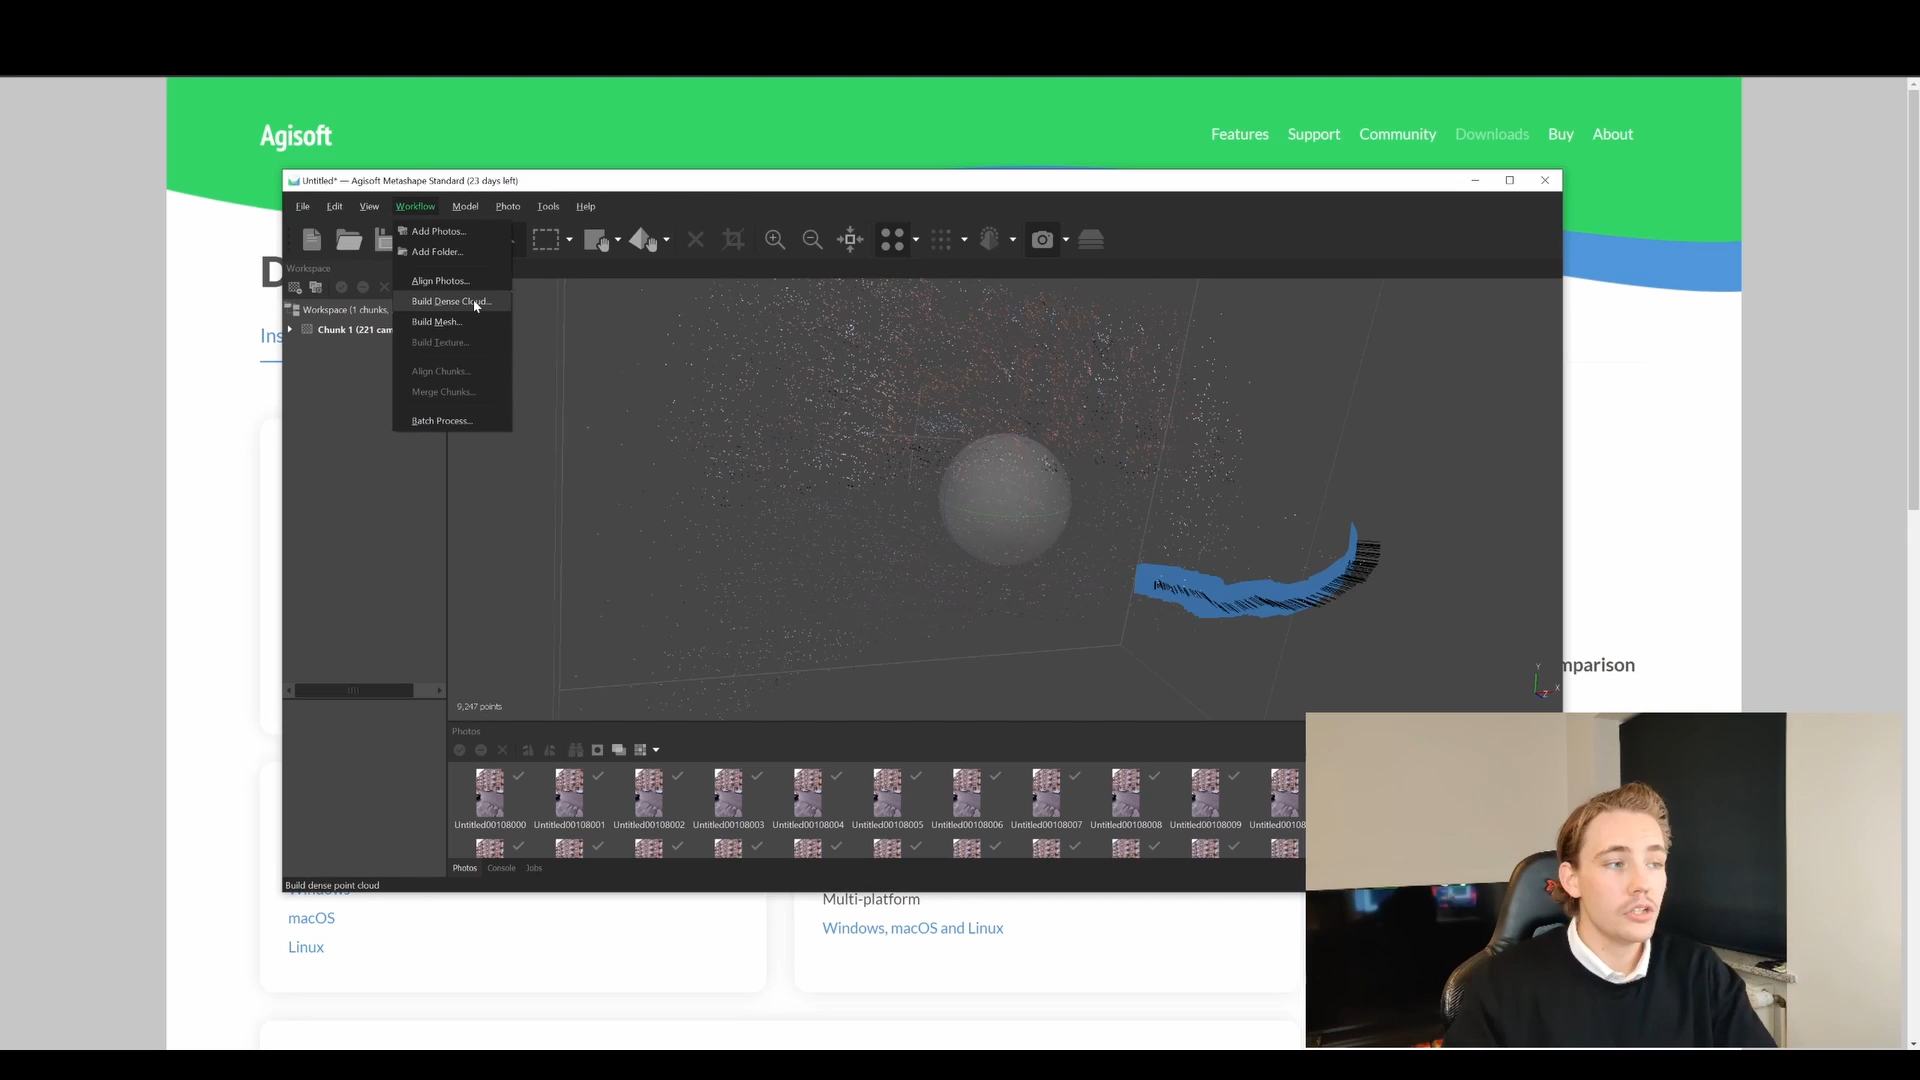 Agisoft
Features Support Community Downloads Buy About
Untitled* — Agisoft Metashape Standard (23 days left)
File Edit View Workflow Model Photo Tools Help
Add Photos...
Add Folder...
Align Photos...
Build Dense Cloud...
Build Mesh...
Build Texture...
Align Chunks...
Merge Chunks...
Batch Process...
Workspace
Workspace (1 chunks,
Chunk 1 (221 cam
D
Ins
9,247 points
Y
X
Z
mparison
Photos
Untitled00108000 Untitled00108001 Untitled00108002 Untitled00108003 Untitled00108004 Untitled00108005 Untitled00108006 Untitled00108007 Untitled00108008 Untitled00108009 Untitled00108
Photos Console Jobs
Build dense point cloud
Windows
macOS
Linux
Multi-platform
Windows, macOS and Linux